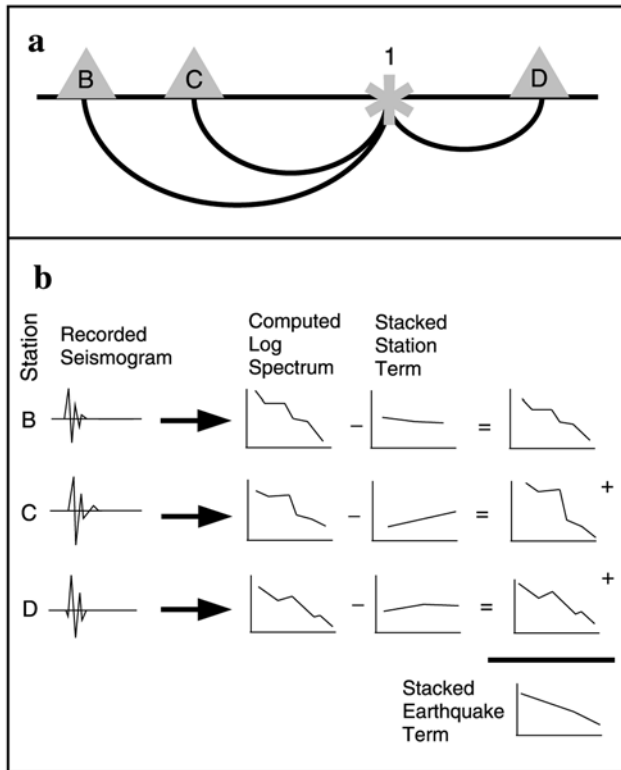 a
B C 1 D
b
Station
Recorded
Seismogram
Computed
Log
Spectrum
Stacked
Station
Term
B – =
C – = +
D – = +
Stacked
Earthquake
Term